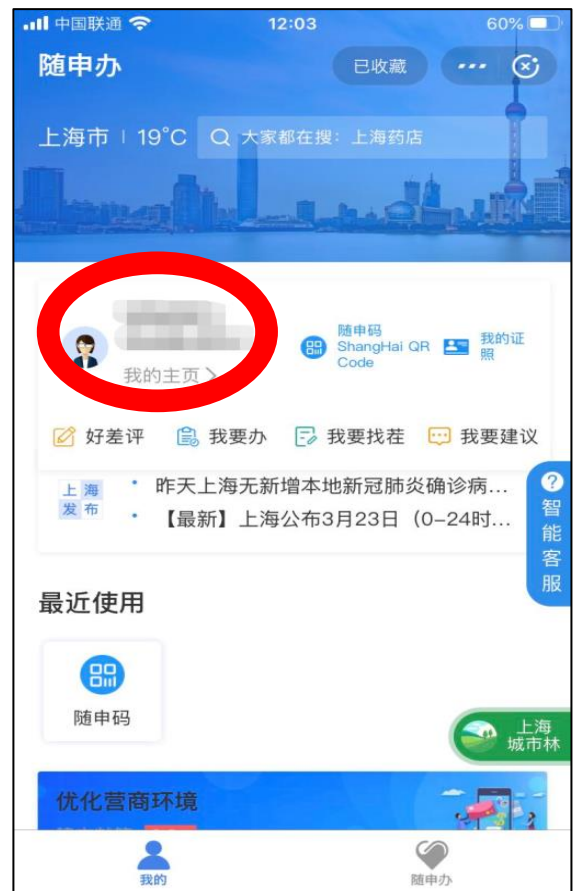 中国联通 12:03 60%
随申办 已收藏
上海市 19°C 大家都在搜：上海药店
随申码
ShangHai QR
Code
我的证
照
我的主页
好差评 我要办 我要找茬 我要建议
上海
发布
昨天上海无新增本地新冠肺炎确诊病...
【最新】上海公布3月23日（0–24时...
智能客服
最近使用
随申码
上海
城市林
优化营商环境
我的 随申办